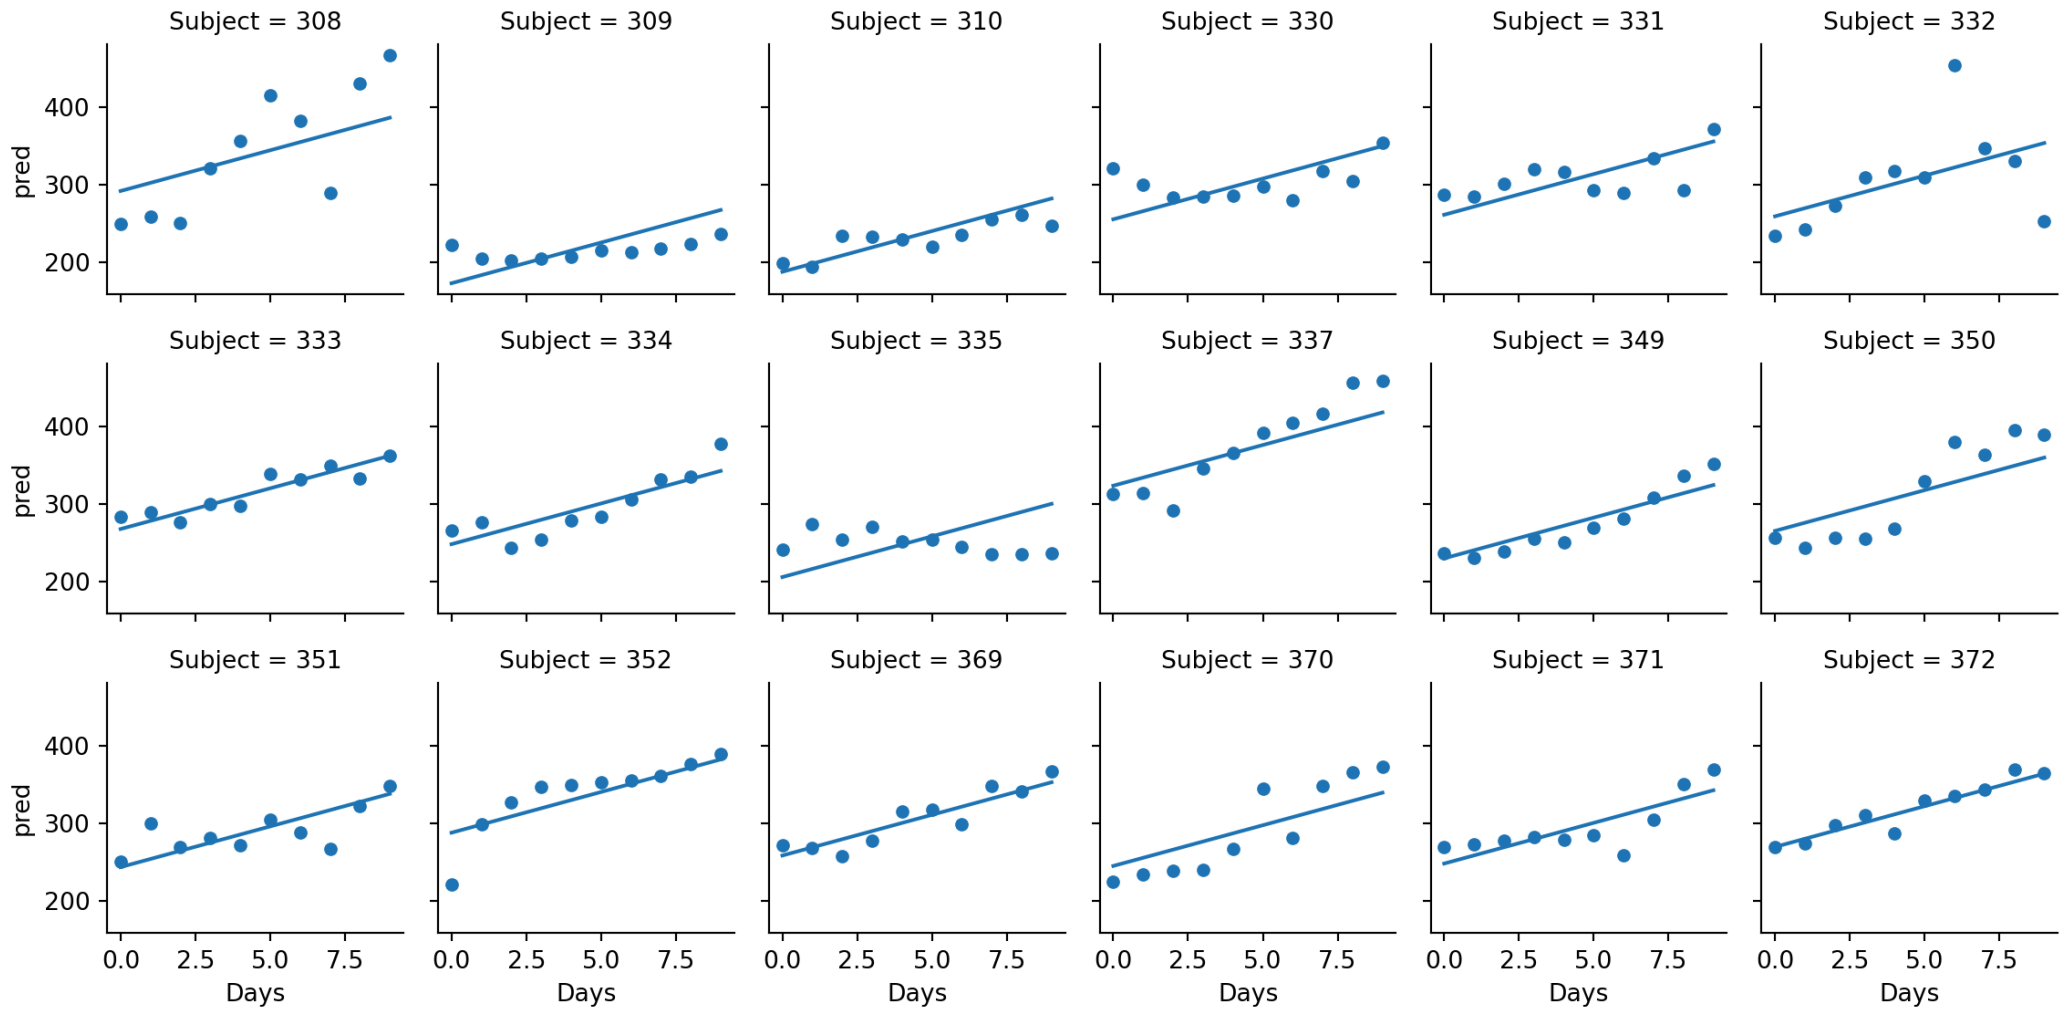 Subject = 308 Subject = 309 Subject = 310 Subject = 330 Subject = 331 Subject = 332
400
300
200
pred
Subject = 333 Subject = 334 Subject = 335 Subject = 337 Subject = 349 Subject = 350
400
300
200
pred
Subject = 351 Subject = 352 Subject = 369 Subject = 370 Subject = 371 Subject = 372
400
300
200
pred
0.0 2.5 5.0 7.5 0.0 2.5 5.0 7.5 0.0 2.5 5.0 7.5 0.0 2.5 5.0 7.5 0.0 2.5 5.0 7.5 0.0 2.5 5.0 7.5
Days Days Days Days Days Days